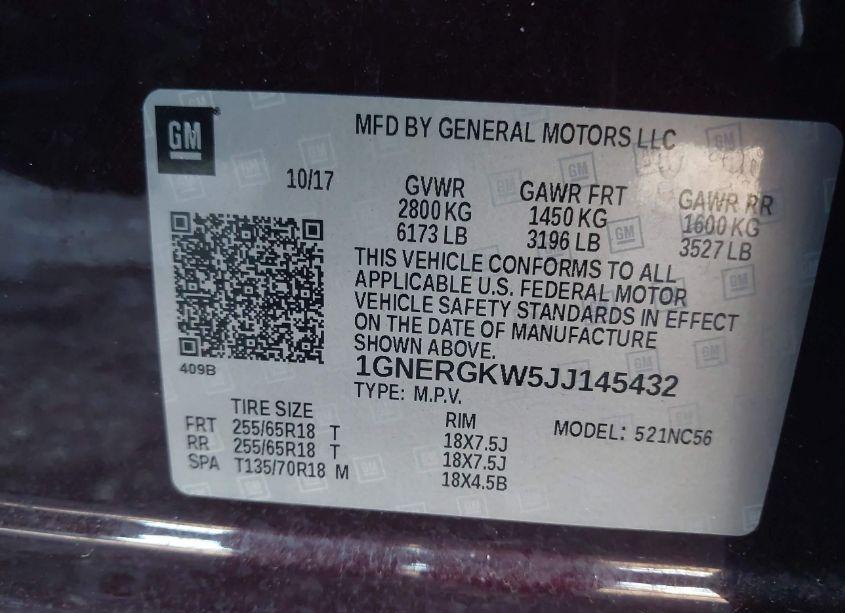 GM
MFD BY GENERAL MOTORS LLC
10/17
GVWR
2800 KG
6173 LB
GAWR FRT
1450 KG
3196 LB
GAWR RR
1600 KG
3527 LB
THIS VEHICLE CONFORMS TO ALL
APPLICABLE U.S. FEDERAL MOTOR
VEHICLE SAFETY STANDARDS IN EFFECT
ON THE DATE OF MANUFACTURE
SHOWN ABOVE.
409B
1GNERGKW5JJ145432
TYPE: M.P.V.
MODEL: 521NC56
TIRE SIZE RIM
FRT 255/65R18 T 18X7.5J
RR 255/65R18 T 18X7.5J
SPA T135/70R18 M 18X4.5B